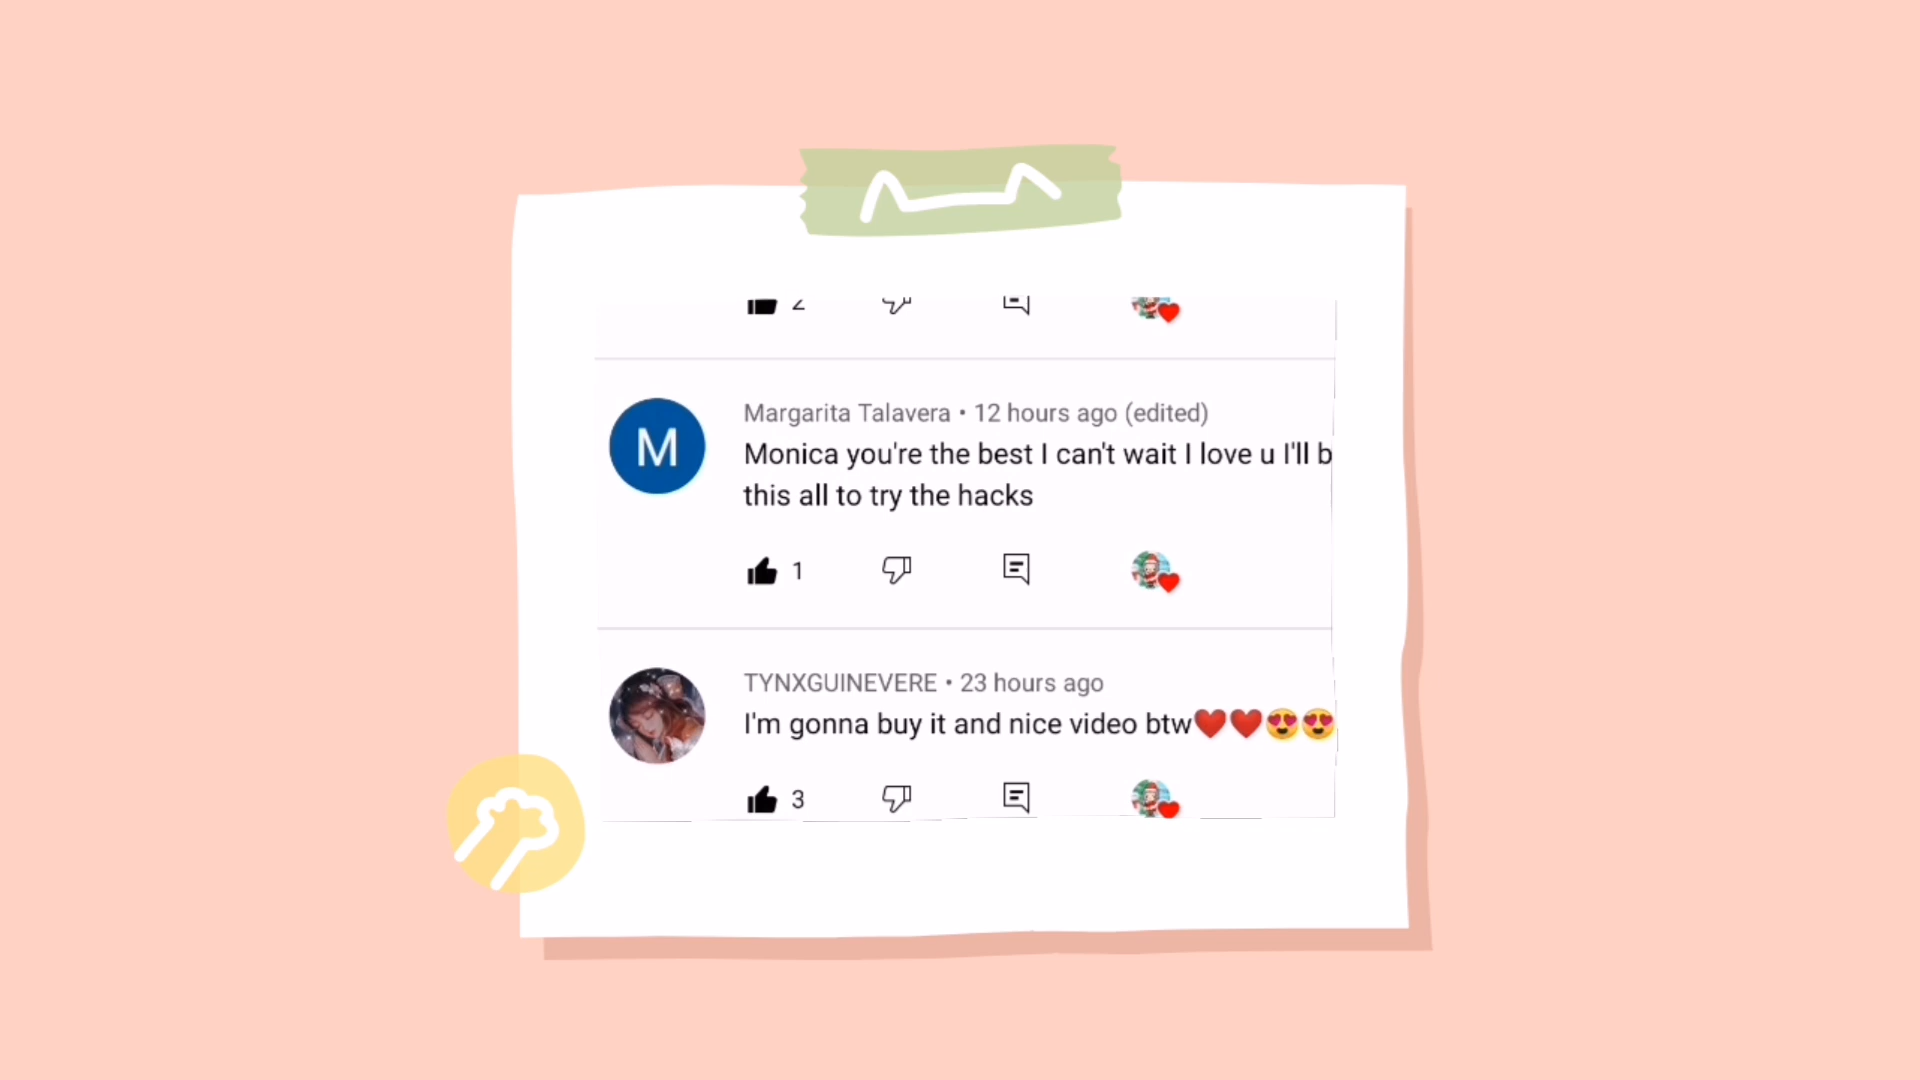 2
Margarita Talavera • 12 hours ago (edited)
M
Monica you're the best I can't wait I love u I'll b
this all to try the hacks
1
TYNXGUINEVERE • 23 hours ago
I'm gonna buy it and nice video btw❤️❤️😍😍
3